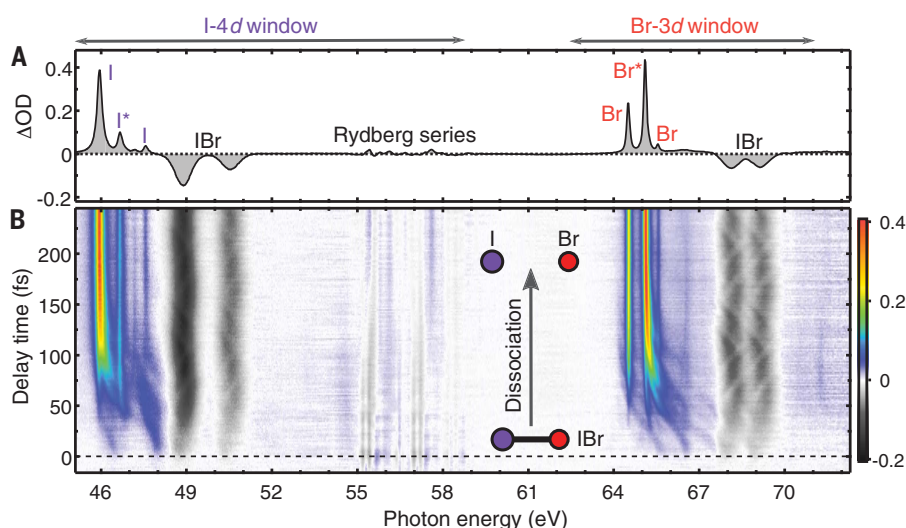 I-4d window
Br-3d window
A
ΔOD
0.4
0.2
0
-0.2
I
I*
I
IBr
Rydberg series
Br
Br*
Br
IBr
B
Delay time (fs)
200
150
100
50
0
I
Br
Dissociation
IBr
0.4
0.2
0
-0.2
46
49
52
55
58
61
64
67
70
Photon energy (eV)